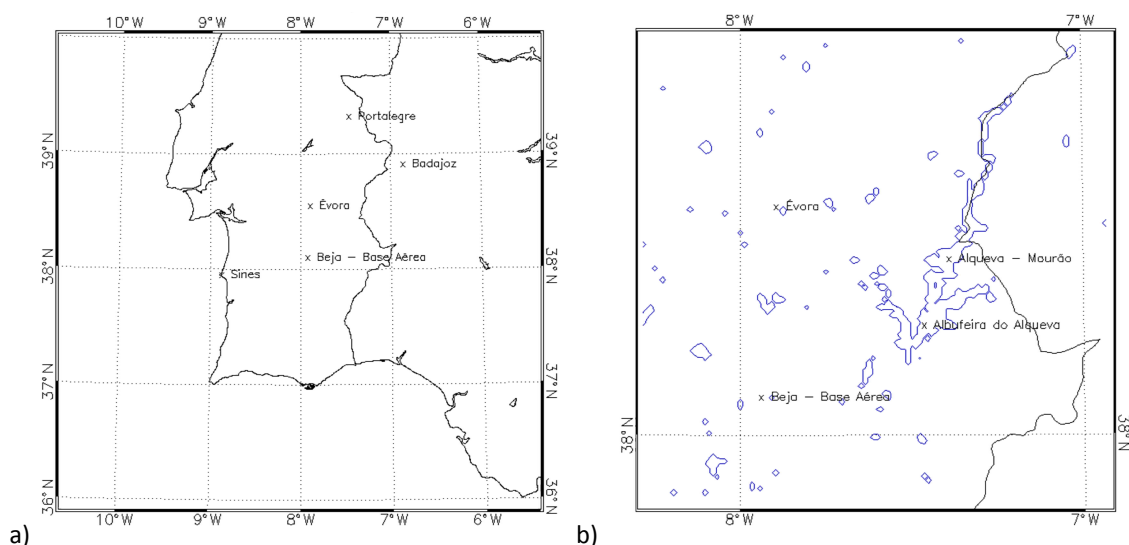 10°W 9°W 8°W 7°W 6°W
39°N 38°N 37°N 36°N
Portalegre
Badajoz
Évora
Beja – Base Aérea
Sines
39°N 38°N 37°N 36°N
10°W 9°W 8°W 7°W 6°W
a)
8°W 7°W
Évora
Alqueva – Mourão
Albufeira do Alqueva
Beja – Base Aérea
38°N 38°N
8°W 7°W
b)